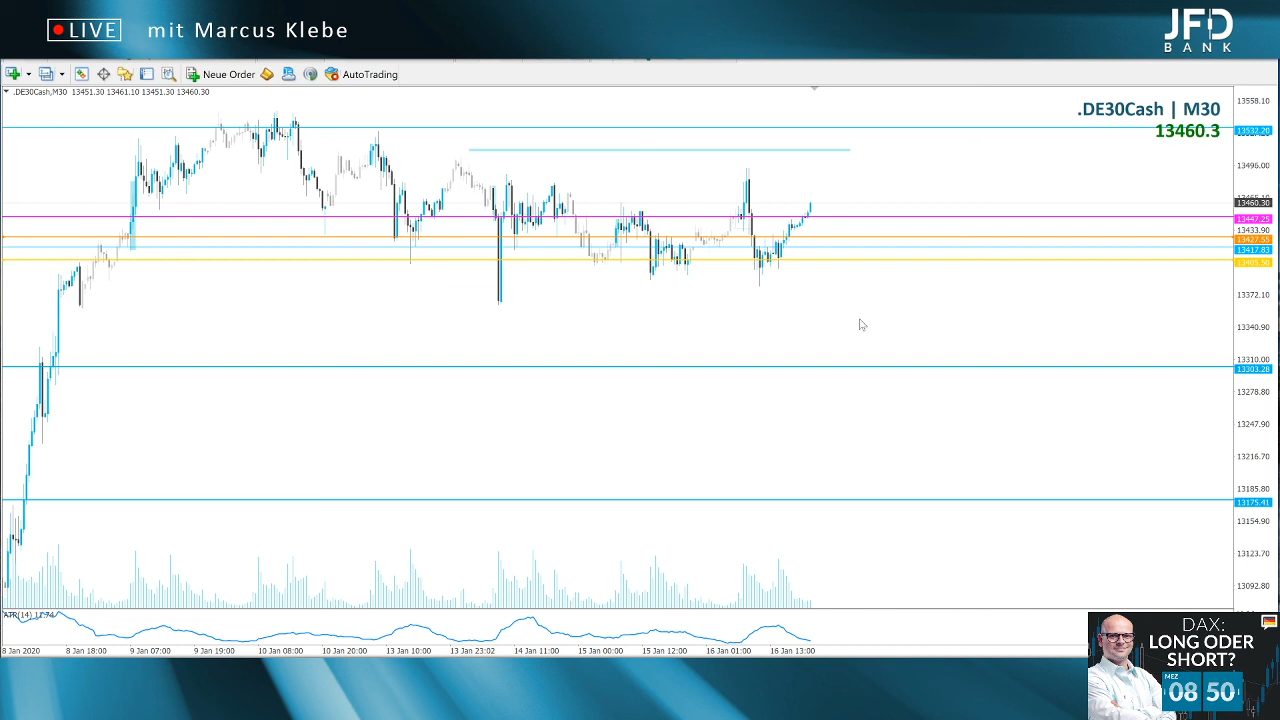 LIVE mit Marcus Klebe
JFD
BANK
Neue Order AutoTrading
.DE30Cash,M30 13451.30 13461.10 13451.30 13460.30
.DE30Cash | M30
13460.3
13558.10
13532.20
13496.00
13460.30
13447.25
13433.90
13427.55
13417.83
13405.50
13372.10
13340.90
13310.00
13303.28
13278.80
13247.90
13216.70
13185.80
13175.41
13154.90
13123.70
13092.80
ATR(14) 11.74
8 Jan 2020 8 Jan 18:00 9 Jan 07:00 9 Jan 19:00 10 Jan 08:00 10 Jan 20:00 13 Jan 10:00 13 Jan 23:02 14 Jan 11:00 15 Jan 00:00 15 Jan 12:00 16 Jan 01:00 16 Jan 13:00
DAX:
LONG ODER
SHORT?
MEZ
08 50